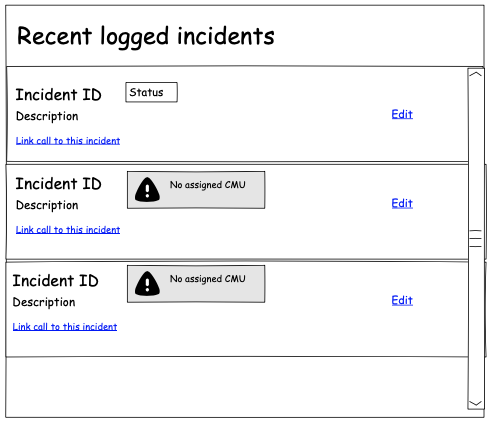 Recent logged incidents
Incident ID
Status
Description
Edit
Link call to this incident
Incident ID
No assigned CMU
Description
Edit
Link call to this incident
Incident ID
No assigned CMU
Description
Edit
Link call to this incident